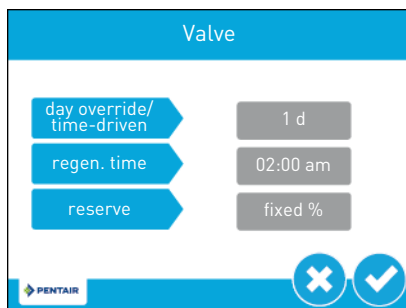 Valve
day override/
time-driven
1 d
regen. time
02:00 am
reserve
fixed %
PENTAIR